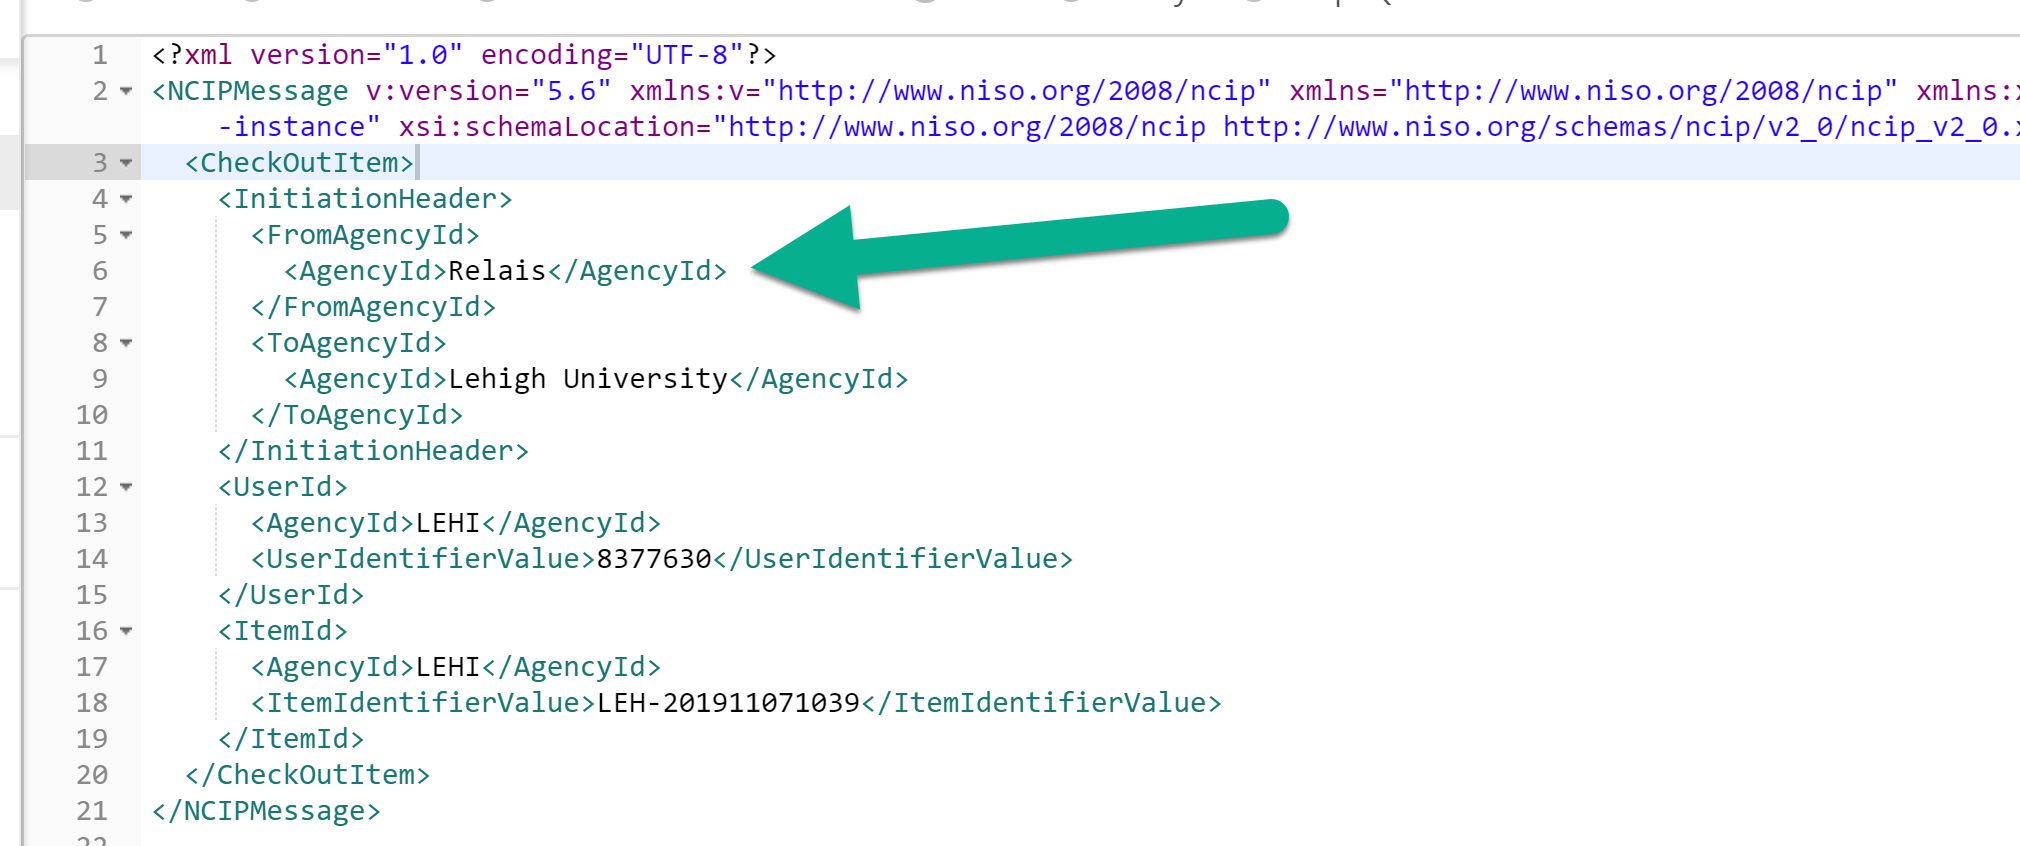 1 <?xml version="1.0" encoding="UTF-8"?>
2 <NCIPMessage v:version="5.6" xmlns:v="http://www.niso.org/2008/ncip" xmlns="http://www.niso.org/2008/ncip" xmlns:
-instance" xsi:schemaLocation="http://www.niso.org/2008/ncip http://www.niso.org/schemas/ncip/v2_0/ncip_v2_0.
3 <CheckOutItem>
4 <InitiationHeader>
5 <FromAgencyId>
6 <AgencyId>Relais</AgencyId>
7 </FromAgencyId>
8 <ToAgencyId>
9 <AgencyId>Lehigh University</AgencyId>
10 </ToAgencyId>
11 </InitiationHeader>
12 <UserId>
13 <AgencyId>LEHI</AgencyId>
14 <UserIdentifierValue>8377630</UserIdentifierValue>
15 </UserId>
16 <ItemId>
17 <AgencyId>LEHI</AgencyId>
18 <ItemIdentifierValue>LEH-201911071039</ItemIdentifierValue>
19 </ItemId>
20 </CheckOutItem>
21 </NCIPMessage>
22